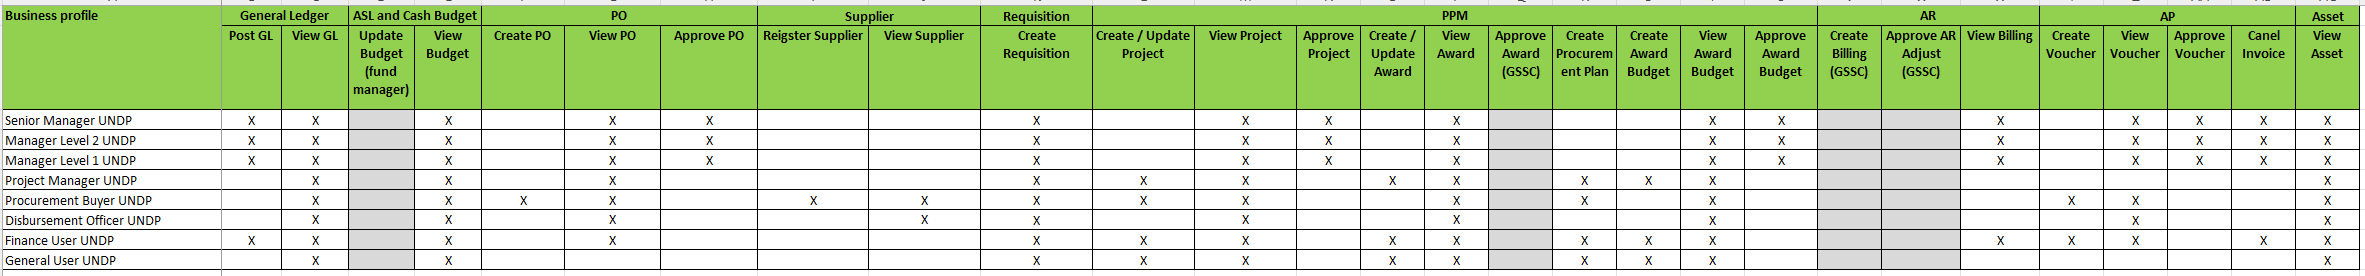 Business profile General Ledger ASL and Cash Budget PO Supplier Requisition PPM AR AP Asset
Post GL View GL Update Budget (fund manager) View Budget Create PO View PO Approve PO Reigster Supplier View Supplier Create Requisition Create / Update Project View Project Approve Project Create / Update Award View Award Approve Award (GSSC) Create Procurem ent Plan Create Award Budget View Award Budget Approve Award Budget Create Billing (GSSC) Approve AR Adjust (GSSC) View Billing Create Voucher View Voucher Approve Voucher Canel Invoice View Asset
Senior Manager UNDP X X X X X X X X X X X X X X X X
Manager Level 2 UNDP X X X X X X X X X X X X X X X X
Manager Level 1 UNDP X X X X X X X X X X X X X X X X
Project Manager UNDP X X X X X X X X X X X X
Procurement Buyer UNDP X X X X X X X X X X X X X X X
Disbursement Officer UNDP X X X X X X X X X X
Finance User UNDP X X X X X X X X X X X X X X X X
General User UNDP X X X X X X X X X X X